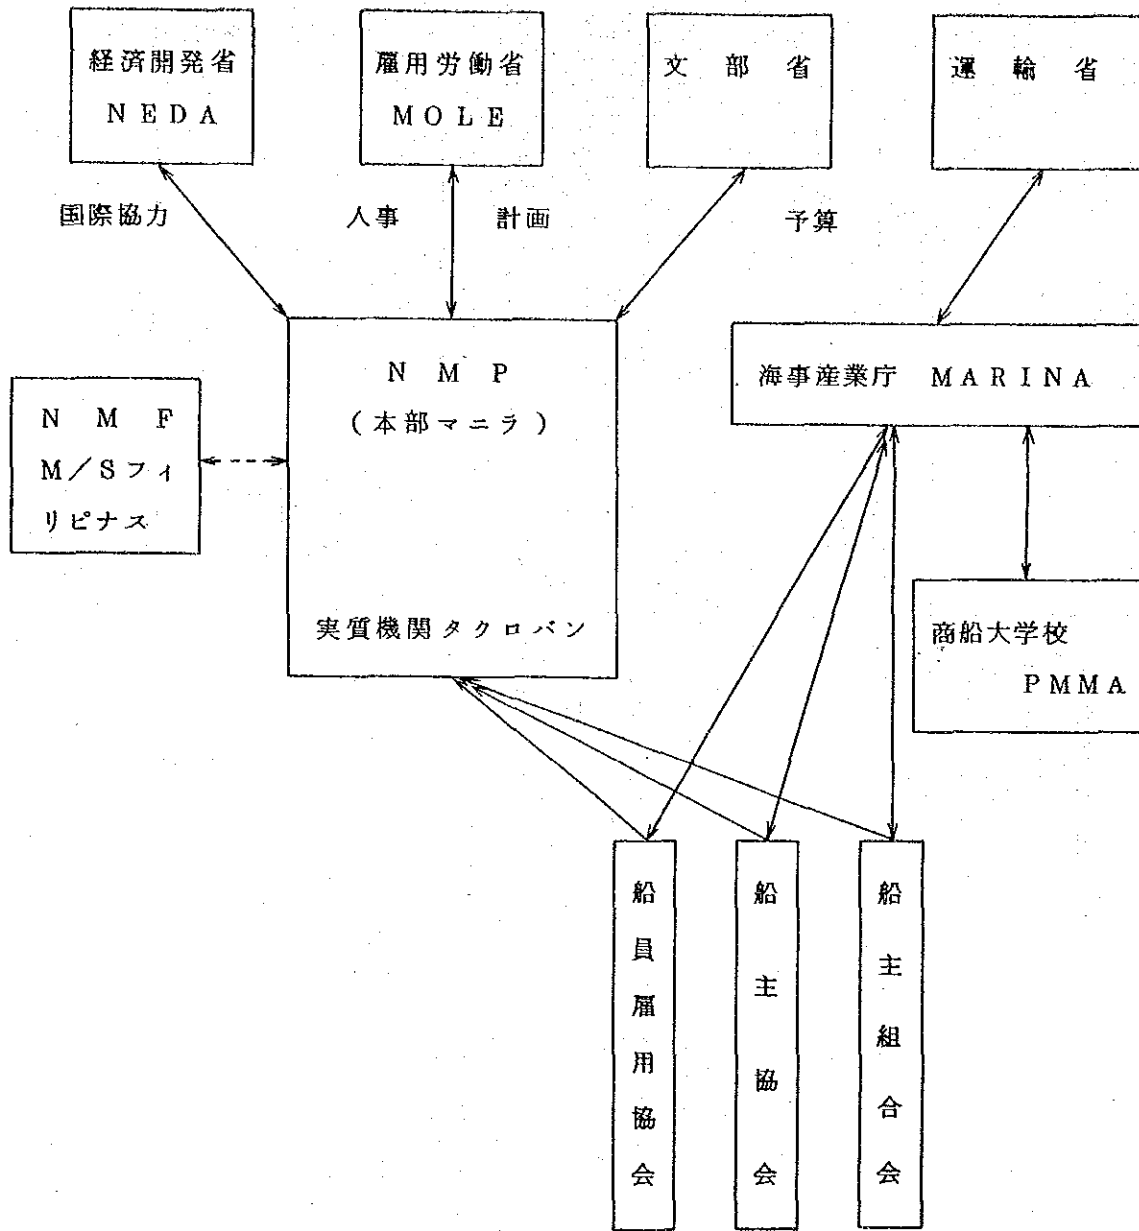 経済開発省
NEDA
雇用労働省
MOLE
文部省
運輸省
国際協力
人事
計画
予算
NMP
(本部マニラ)
実質機関タクロバン
海事産業庁 MARINA
NMF
M/Sフィ
リピナス
商船大学校
PMMA
船員雇用協会
船主協会
船主組合会